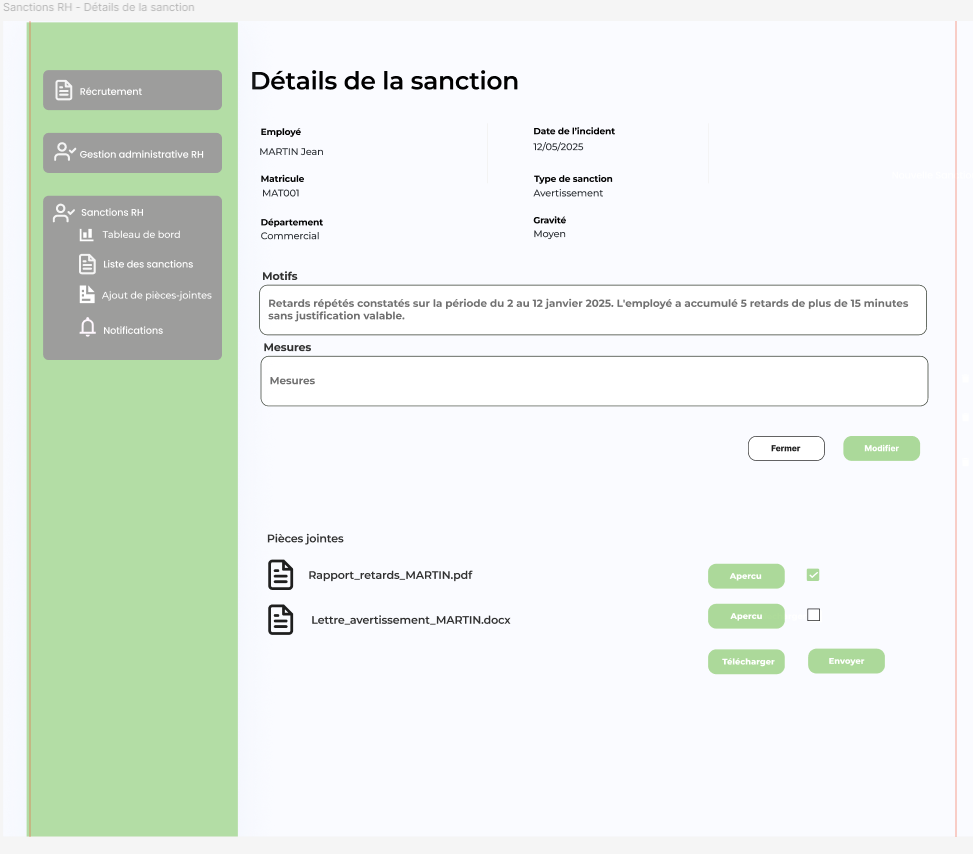 Sanctions RH - Détails de la sanction
Récrutement
Gestion administrative RH
Sanctions RH
Tableau de bord
Liste des sanctions
Ajout de pièces-jointes
Notifications
Détails de la sanction
Employé
MARTIN Jean
Date de l'incident
12/05/2025
Matricule
MAT001
Type de sanction
Avertissement
Département
Commercial
Gravité
Moyen
Motifs
Retards répétés constatés sur la période du 2 au 12 janvier 2025. L'employé a accumulé 5 retards de plus de 15 minutes
sans justification valable.
Mesures
Mesures
Fermer
Modifier
Pièces jointes
Rapport_retards_MARTIN.pdf
Apercu
Lettre_avertissement_MARTIN.docx
Apercu
Télécharger
Envoyer